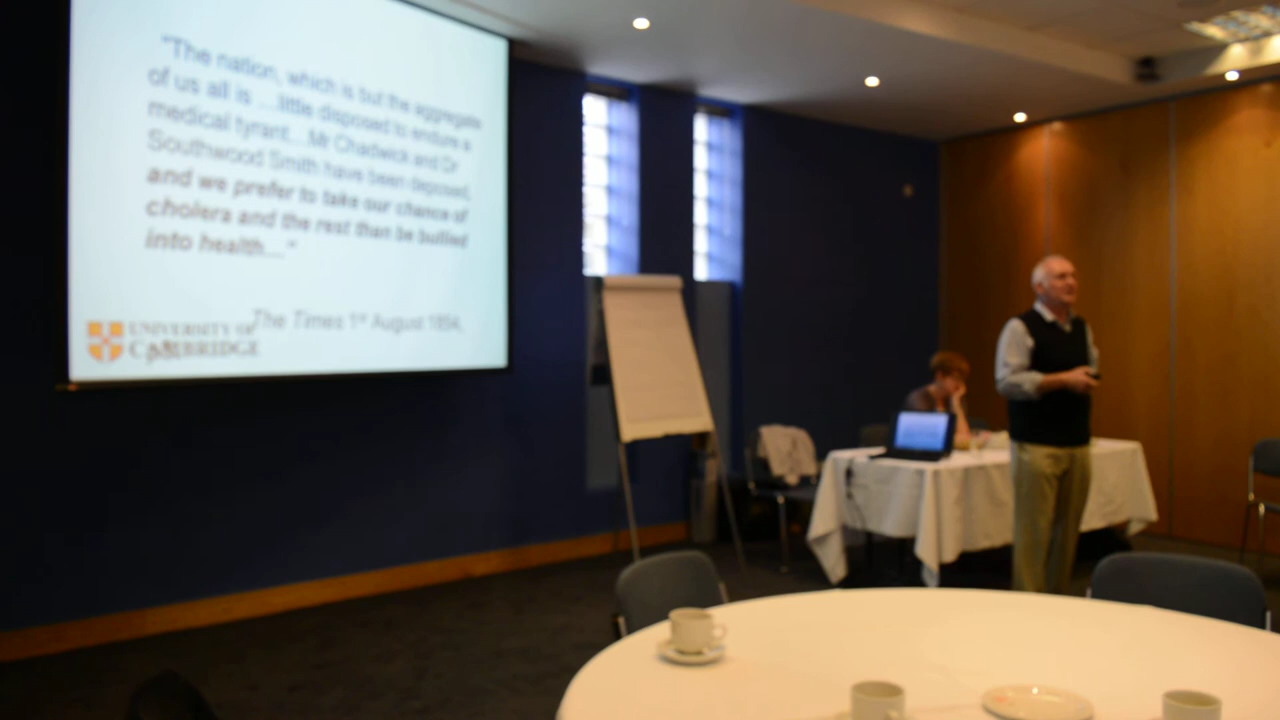 "The nation, which is but the aggregate
of us all is ...little disposed to endure a
medical tyrant...Mr Chadwick and Dr
Southwood Smith have been deposed,
and we prefer to take our chance of
cholera and the rest than be bullied
into health...."
The Times 1st August 1854,
UNIVERSITY OF
CAMBRIDGE